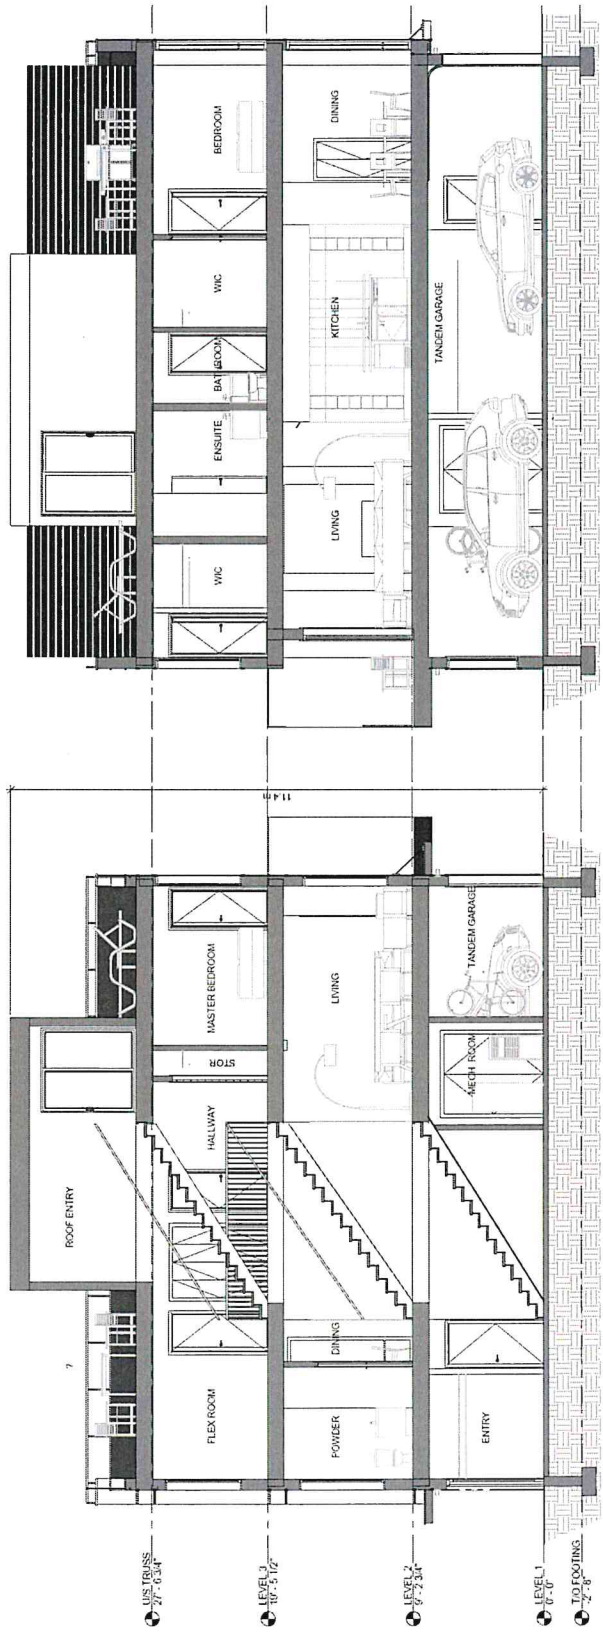 U/S TRUSS
27'- 6 3/4"
LEVEL 3
19'- 5 1/2"
LEVEL 2
9'- 2 3/4"
LEVEL 1
0'- 0"
T/O FOOTING
-2'- 8"
?
ROOF ENTRY
FLEX ROOM
HALLWAY
STOR
MASTER BEDROOM
POWDER
DINING
LIVING
ENTRY
MECH ROOM
TANDEM GARAGE
11.4 m
WIC
ENSUITE
BATHROOM
WIC
BEDROOM
LIVING
KITCHEN
DINING
TANDEM GARAGE